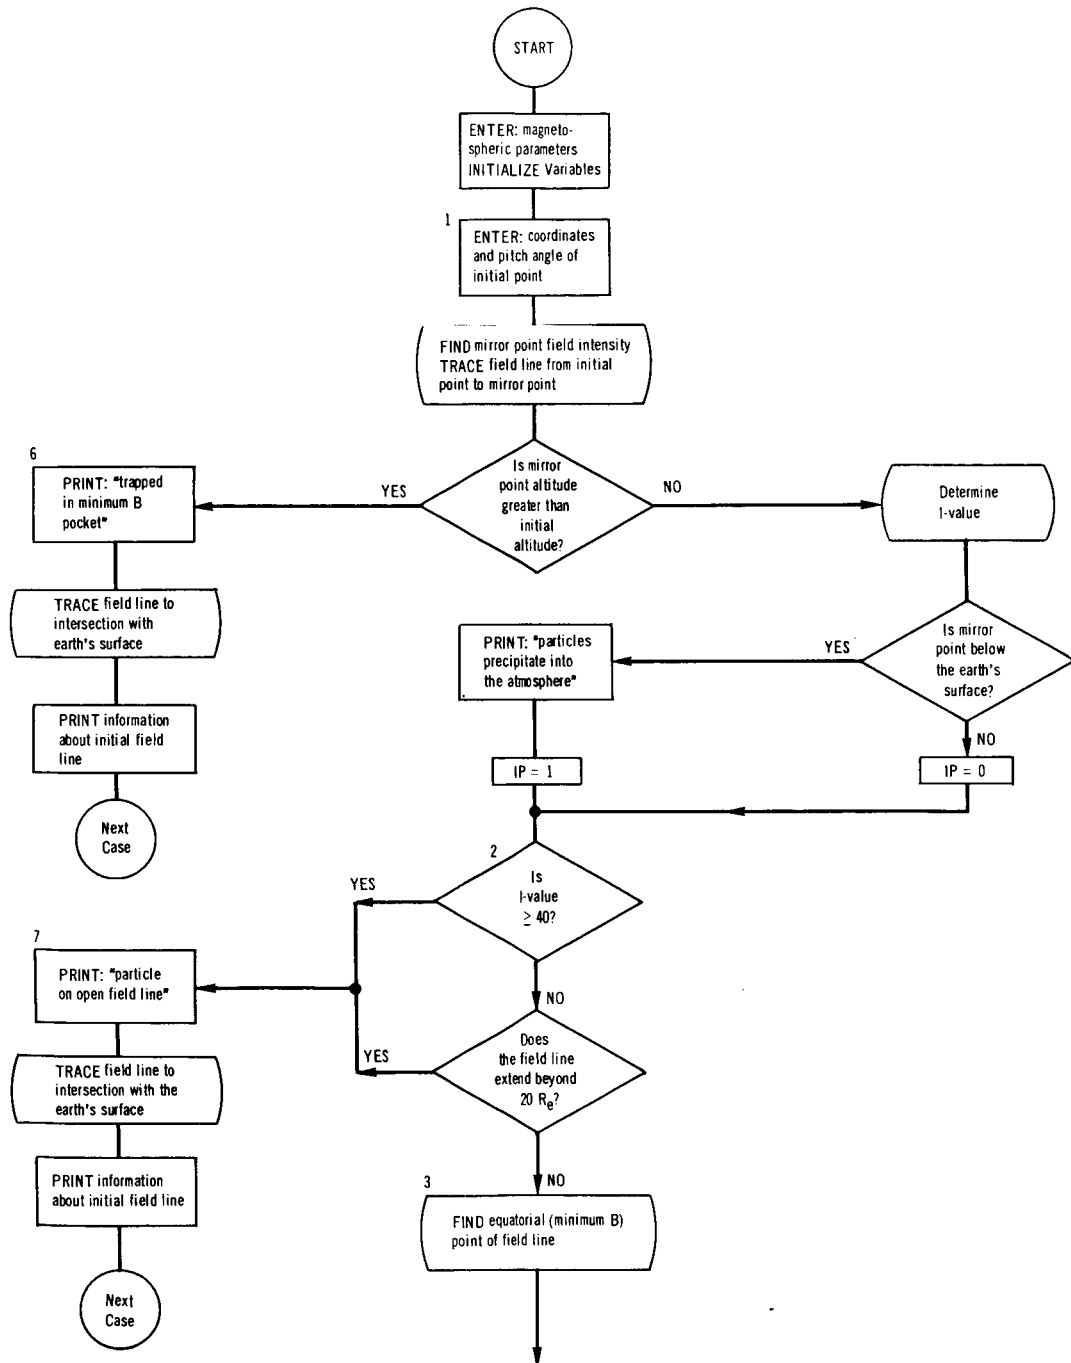 START
ENTER: magneto-
spheric parameters
INITIALIZE Variables
1
ENTER: coordinates
and pitch angle of
initial point
FIND mirror point field intensity
TRACE field line from initial
point to mirror point
Is mirror
point altitude
greater than
initial
altitude?
YES
NO
6
PRINT: "trapped
in minimum B
pocket"
TRACE field line to
intersection with
earth's surface
PRINT information
about initial field
line
Next
Case
Determine
I-value
Is mirror
point below
the earth's
surface?
YES
NO
PRINT: "particles
precipitate into
the atmosphere"
IP = 1
IP = 0
2
Is
I-value
≥ 40?
YES
NO
7
PRINT: "particle
on open field line"
TRACE field line to
intersection with the
earth's surface
PRINT information
about initial field line
Next
Case
Does
the field line
extend beyond
20 Re?
YES
NO
3
FIND equatorial (minimum B)
point of field line